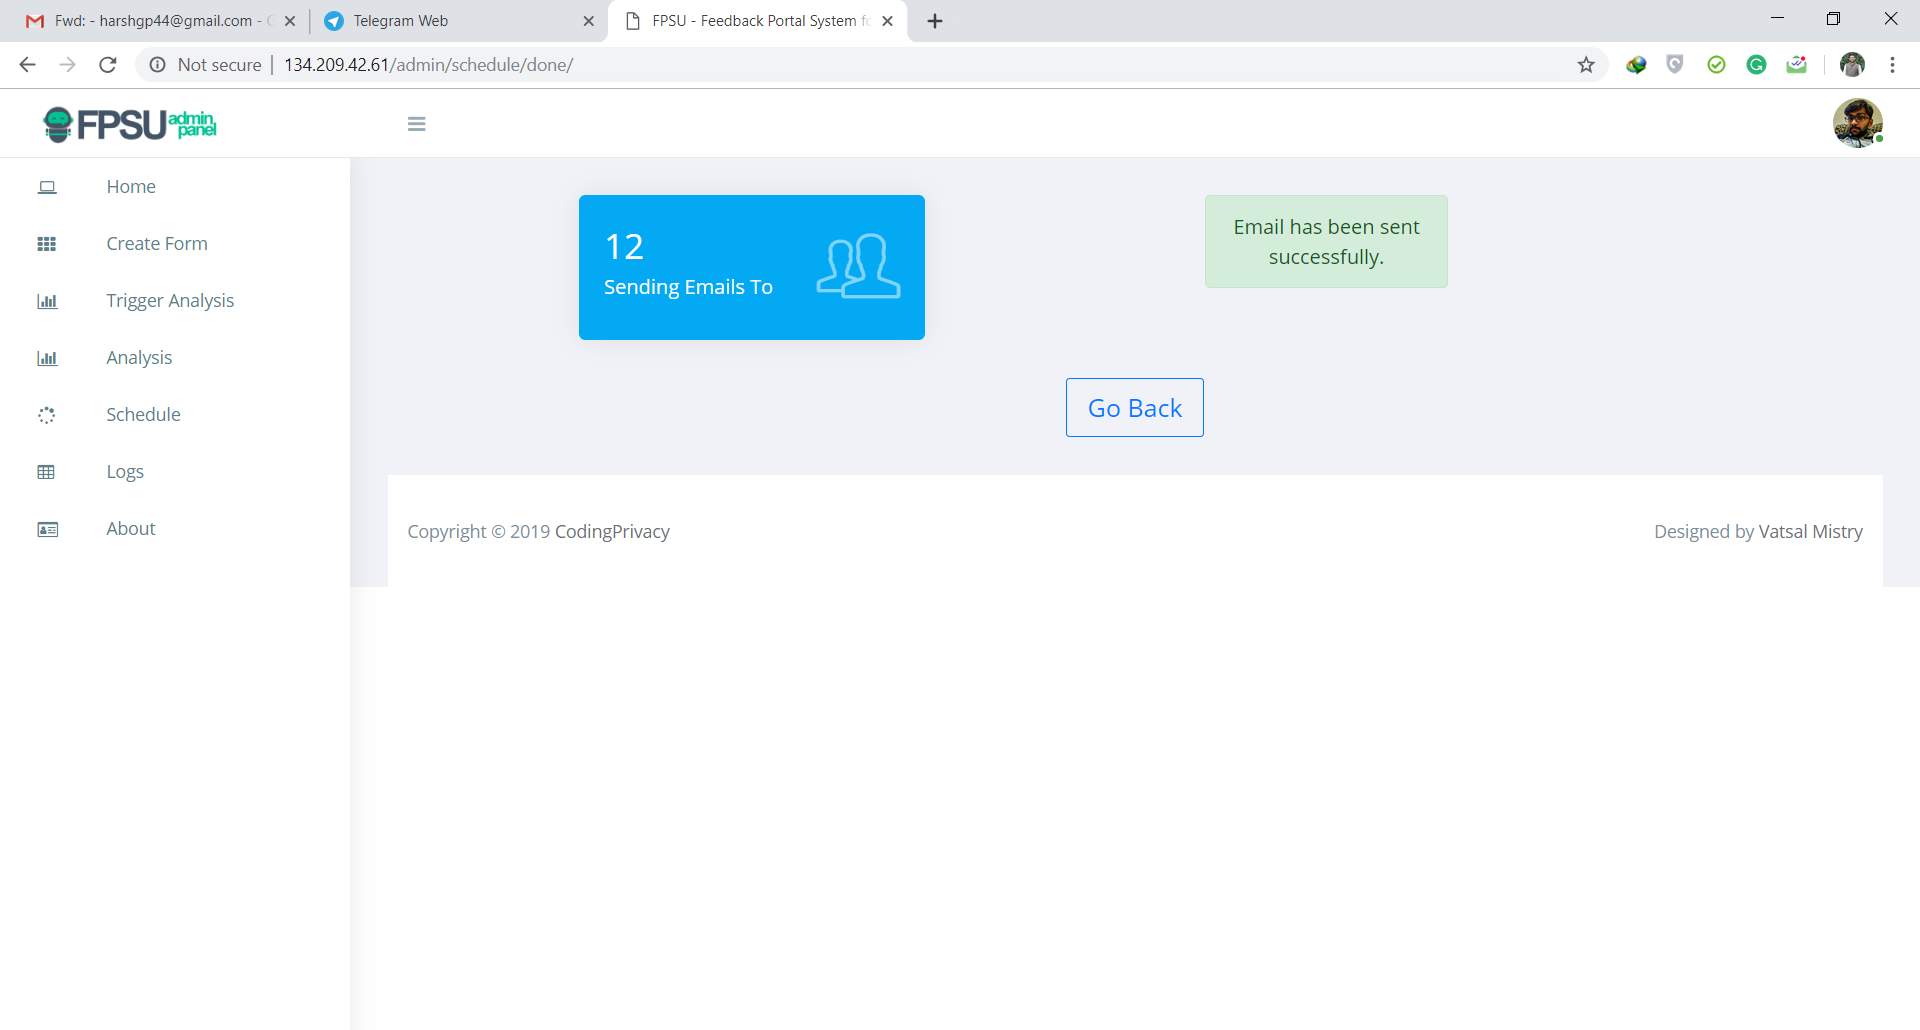 Fwd: - harshgp44@gmail.com -
Telegram Web
FPSU - Feedback Portal System
Not secure
134.209.42.61/admin/schedule/done/
FPSU admin panel
Home
Create Form
Trigger Analysis
Analysis
Schedule
Logs
About
12
Sending Emails To
Email has been sent
successfully.
Go Back
Copyright © 2019 CodingPrivacy
Designed by Vatsal Mistry